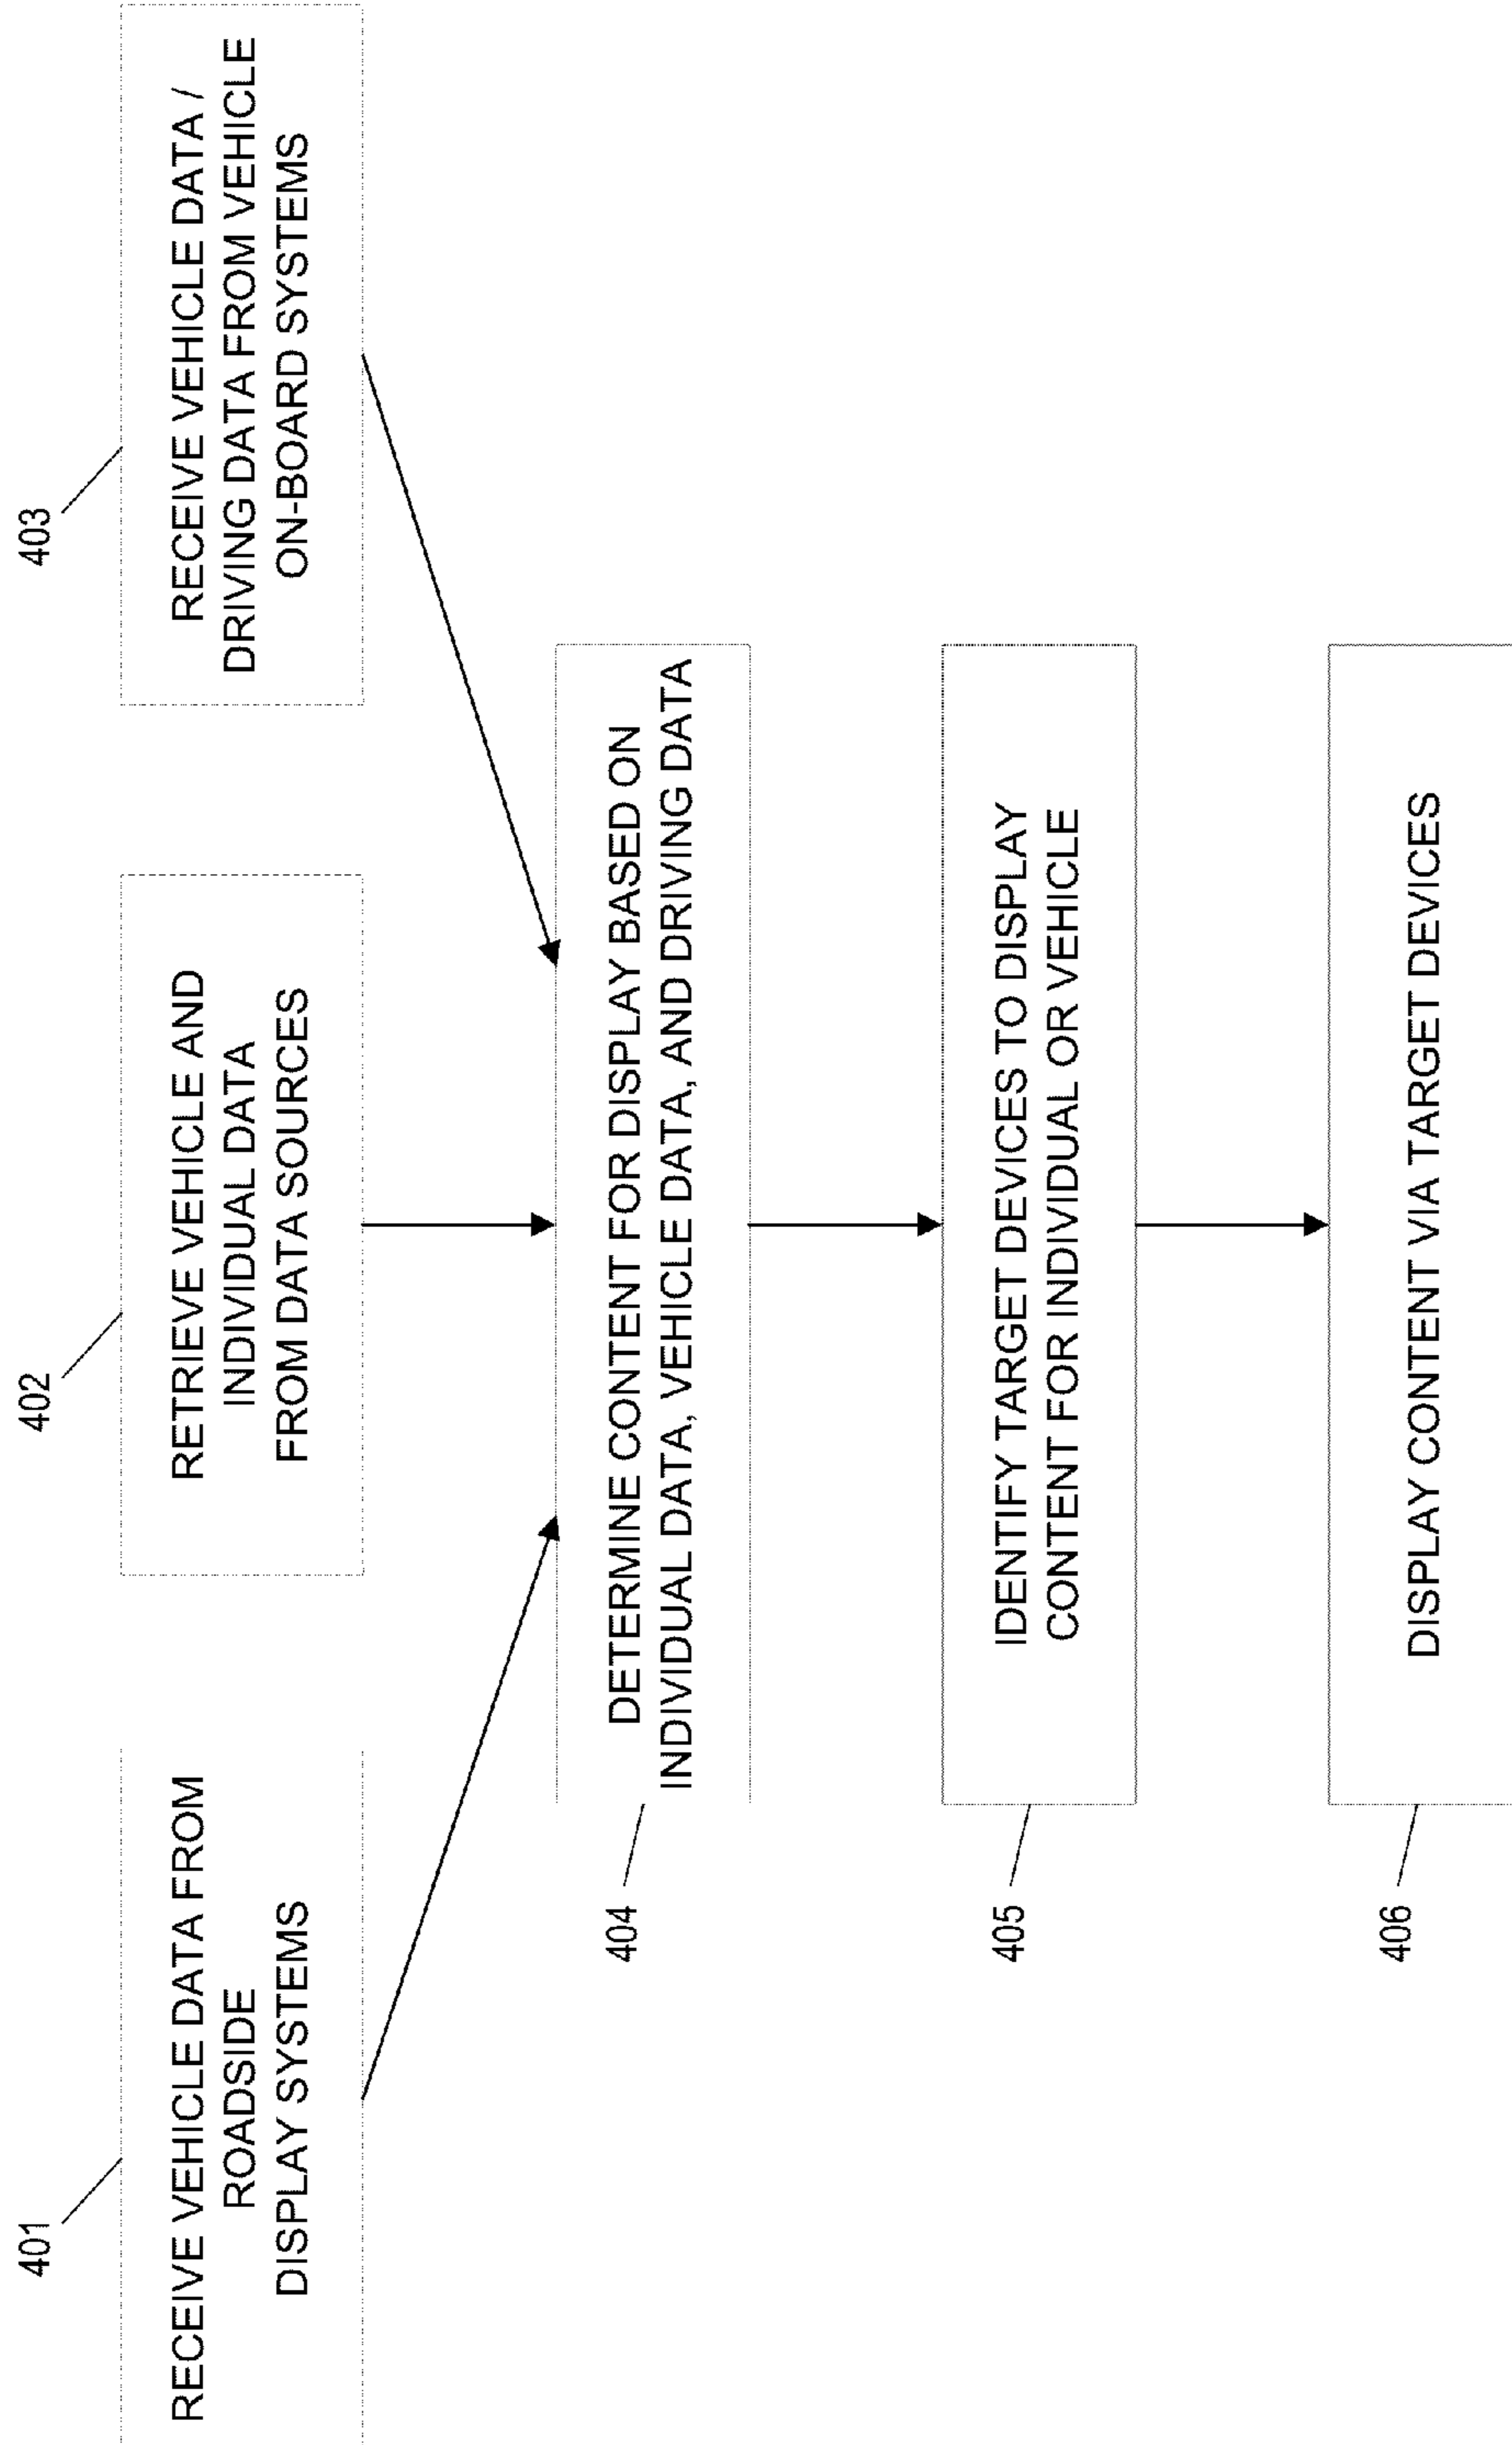 401
RECEIVE VEHICLE DATA FROM
ROADSIDE
DISPLAY SYSTEMS
402
RETRIEVE VEHICLE AND
INDIVIDUAL DATA
FROM DATA SOURCES
403
RECEIVE VEHICLE DATA /
DRIVING DATA FROM VEHICLE
ON-BOARD SYSTEMS
404
DETERMINE CONTENT FOR DISPLAY BASED ON
INDIVIDUAL DATA, VEHICLE DATA, AND DRIVING DATA
405
IDENTIFY TARGET DEVICES TO DISPLAY
CONTENT FOR INDIVIDUAL OR VEHICLE
406
DISPLAY CONTENT VIA TARGET DEVICES